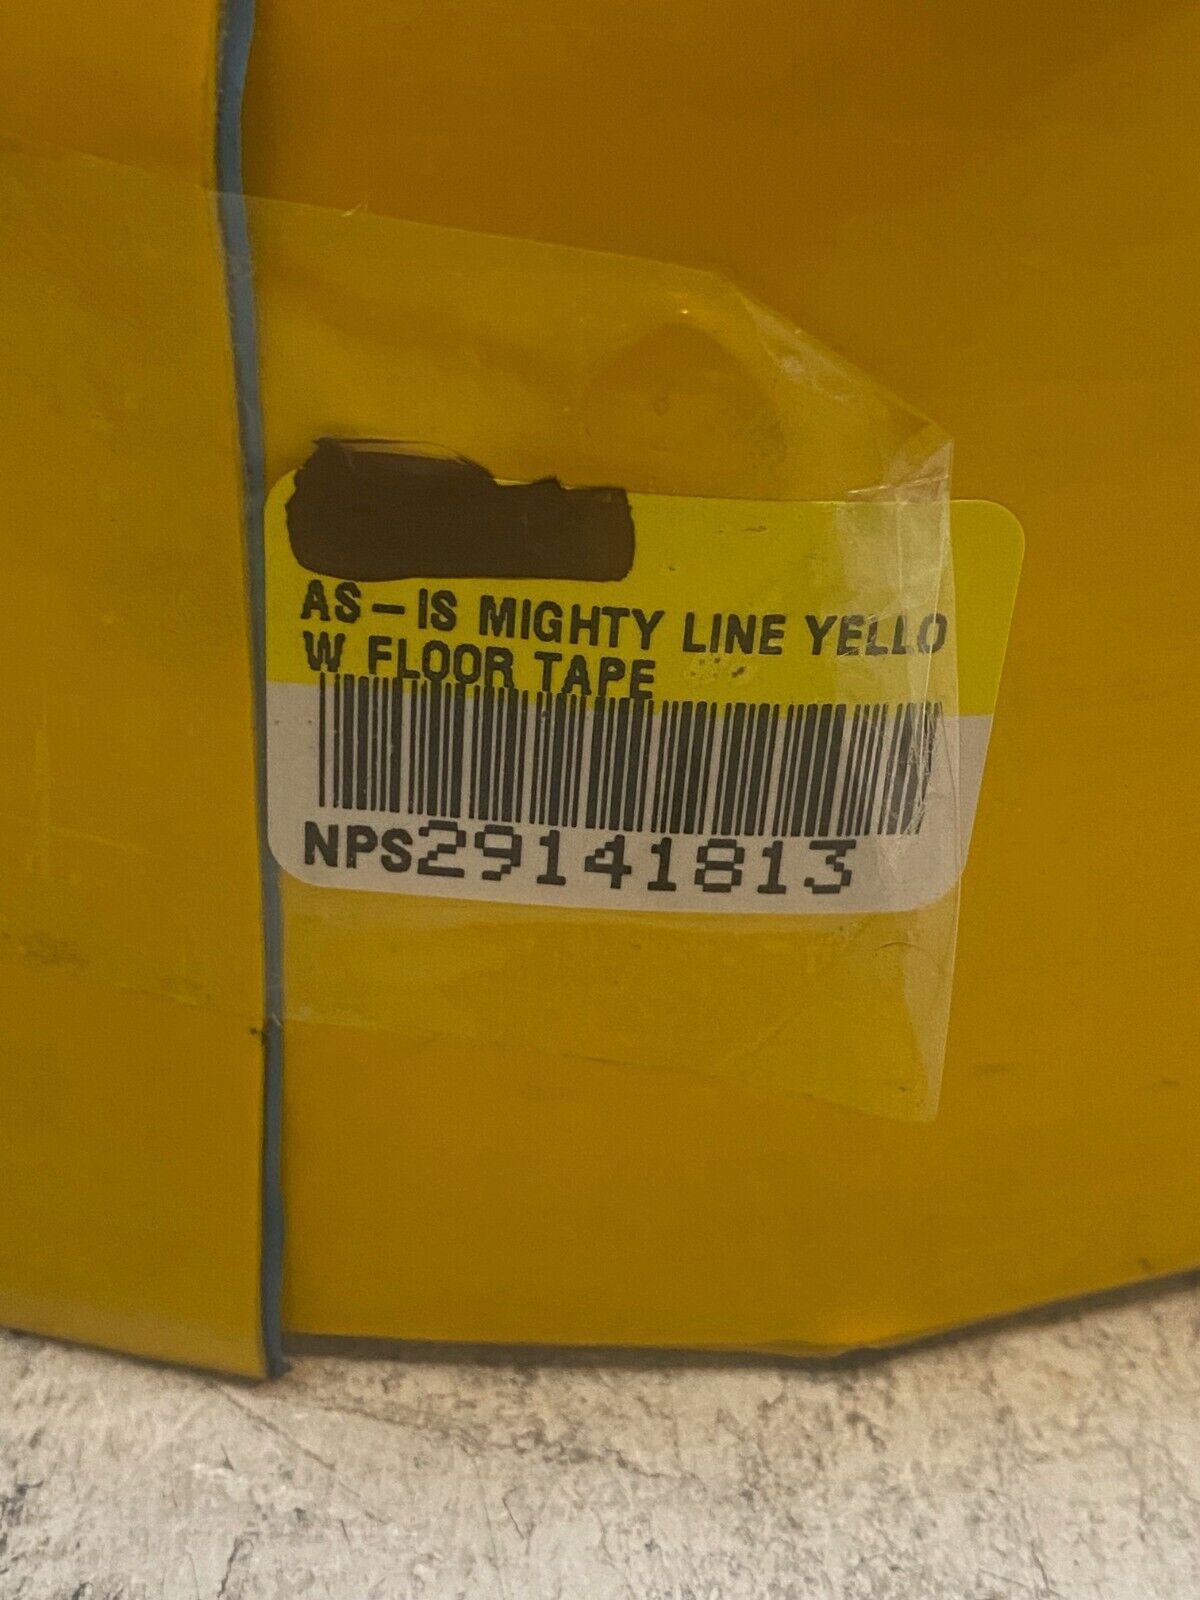 AS-IS MIGHTY LINE YELLO
W FLOOR TAPE
NPS29141813